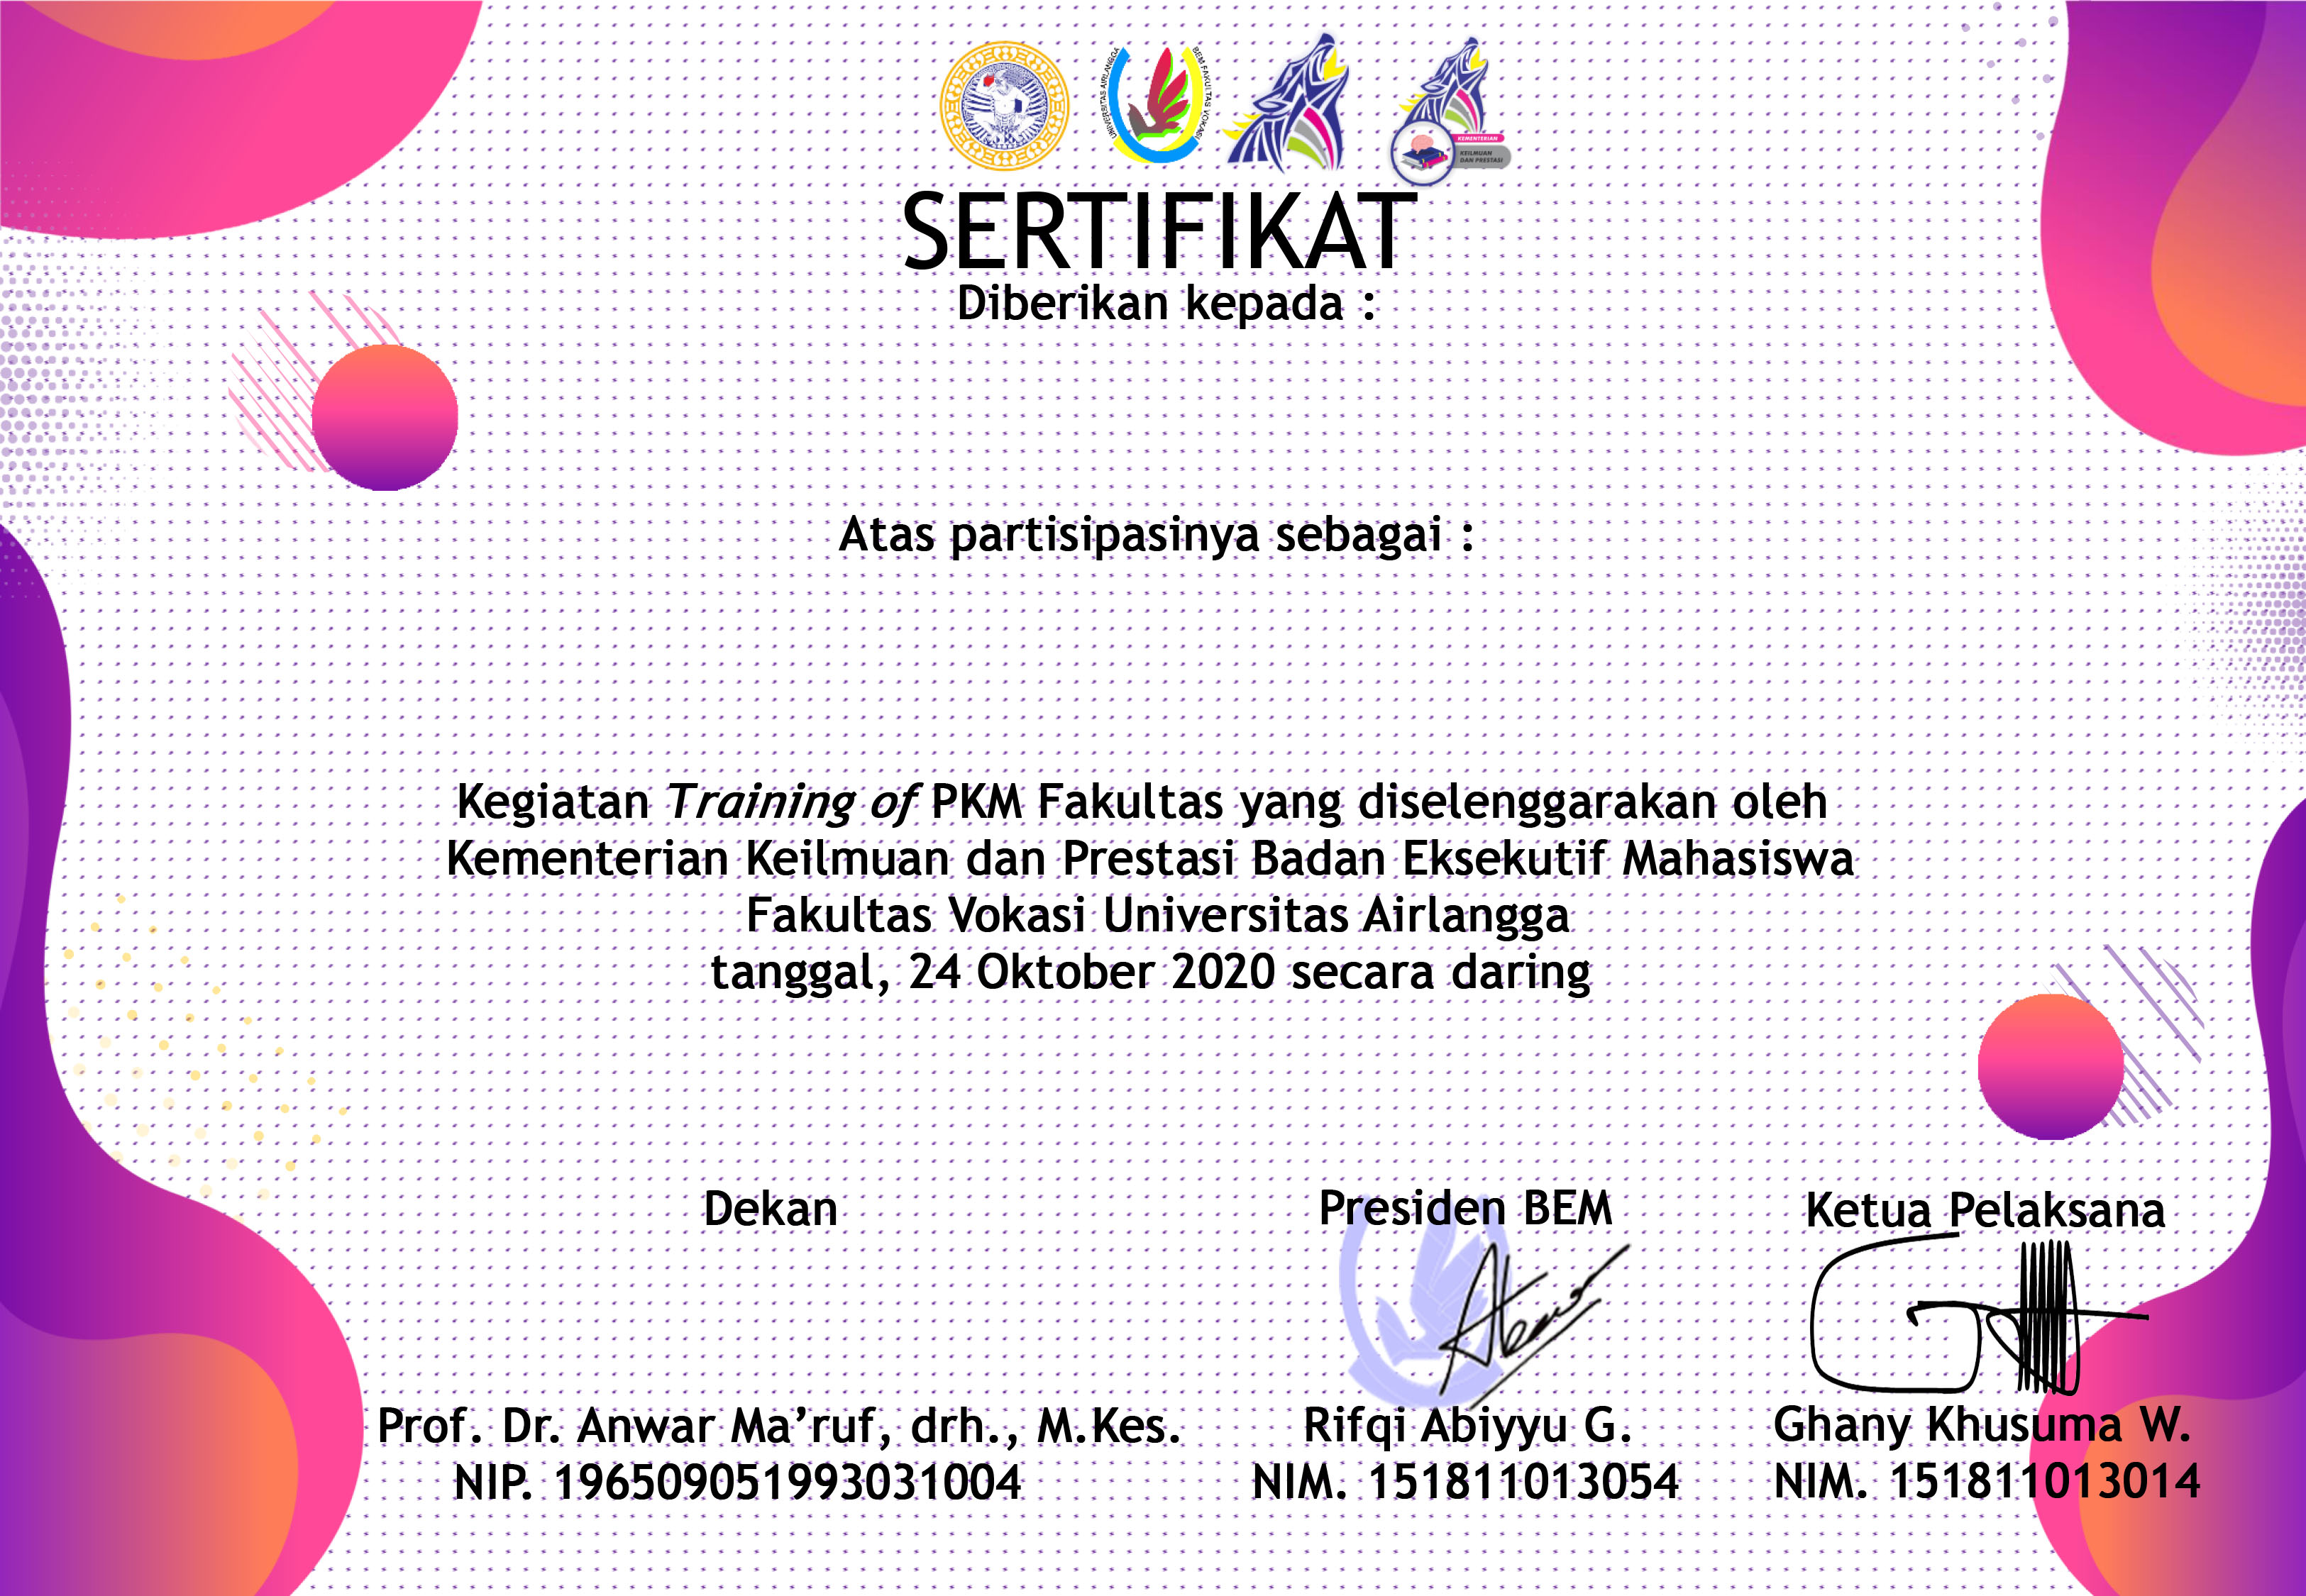 UNIVERSITAS AIRLANGGA
BEM FAKULTAS VOKASI
KEMENTERIAN
KEILMUAN
DAN PRESTASI
SERTIFIKAT
Diberikan kepada :
Atas partisipasinya sebagai :
Kegiatan Training of PKM Fakultas yang diselenggarakan oleh
Kementerian Keilmuan dan Prestasi Badan Eksekutif Mahasiswa
Fakultas Vokasi Universitas Airlangga
tanggal, 24 Oktober 2020 secara daring
Dekan
Presiden BEM
Ketua Pelaksana
Prof. Dr. Anwar Ma’ruf, drh., M.Kes.
NIP. 196509051993031004
Rifqi Abiyyu G.
NIM. 151811013054
Ghany Khusuma W.
NIM. 151811013014